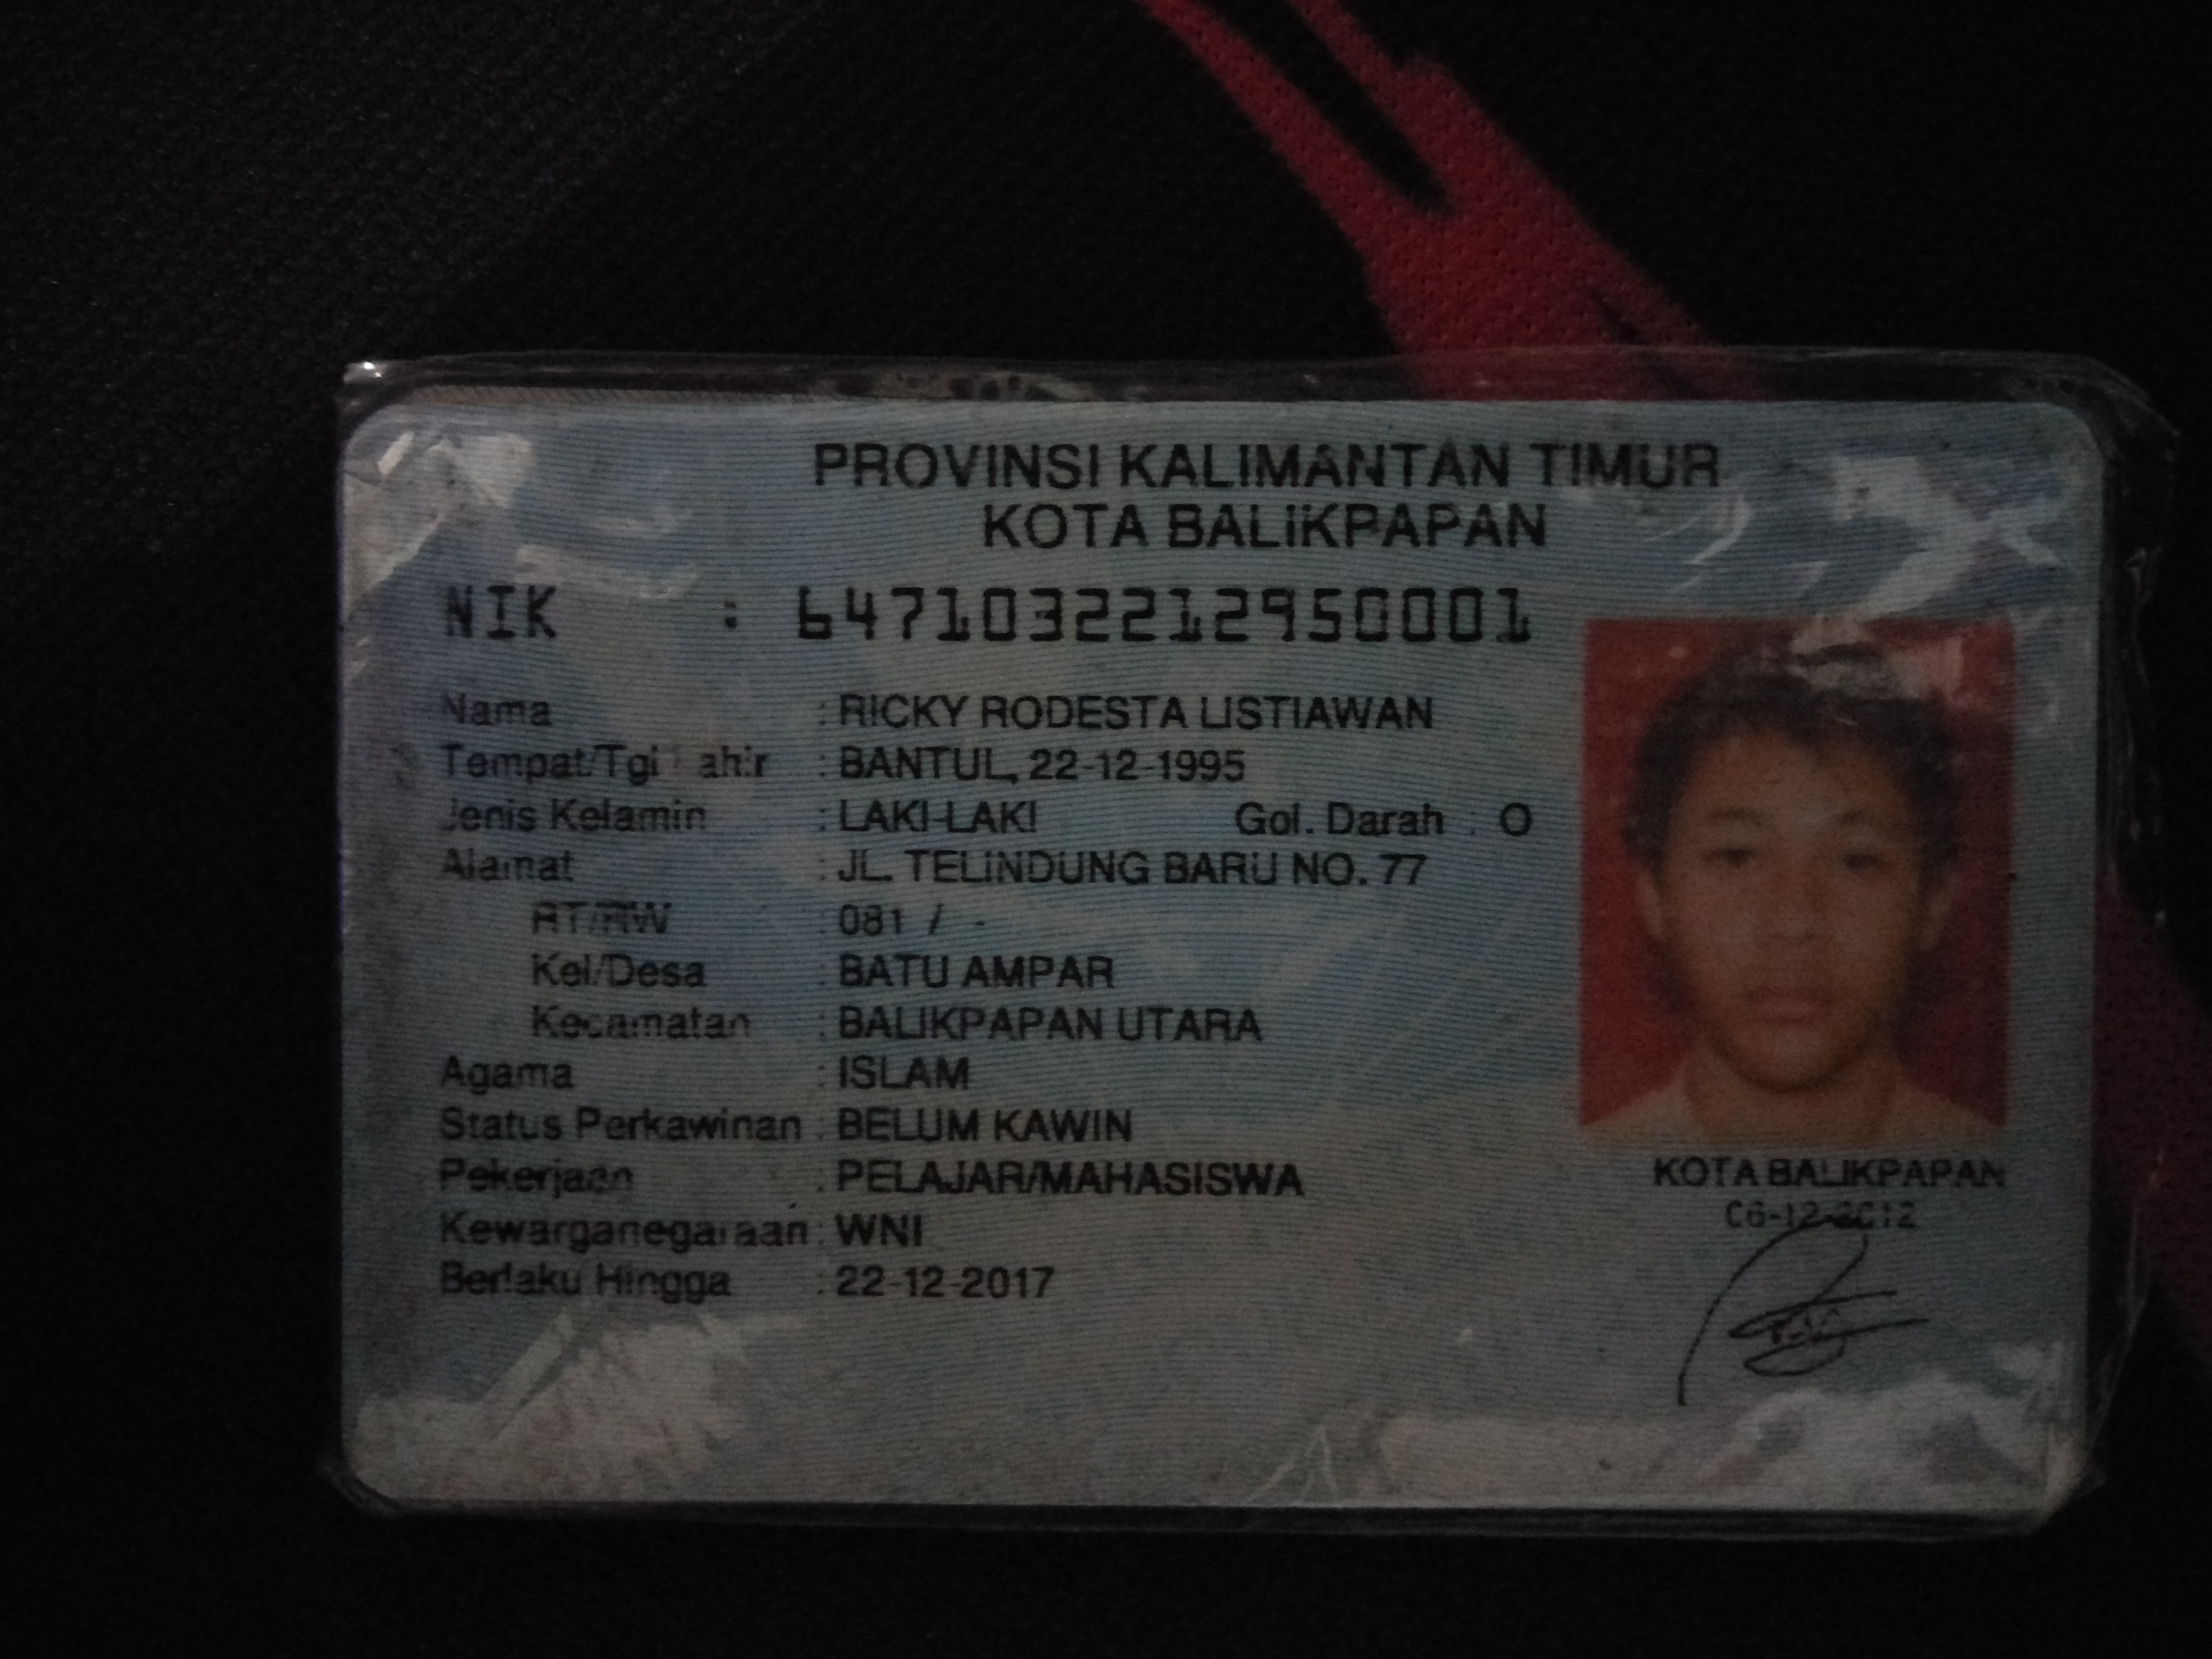 PROVINSI KALIMANTAN TIMUR
KOTA BALIKPAPAN
NIK : 6471032212950001
Nama : RICKY RODESTA LISTIAWAN
Tempat/Tgl Lahir : BANTUL, 22-12-1995
Jenis Kelamin : LAKI-LAKI Gol. Darah : O
Alamat : JL. TELINDUNG BARU NO. 77
RT/RW : 081 / -
Kel/Desa : BATU AMPAR
Kecamatan : BALIKPAPAN UTARA
Agama : ISLAM
Status Perkawinan : BELUM KAWIN
Pekerjaan : PELAJAR/MAHASISWA
Kewarganegaraan : WNI
Berlaku Hingga : 22-12-2017
KOTA BALIKPAPAN
06-12-2012